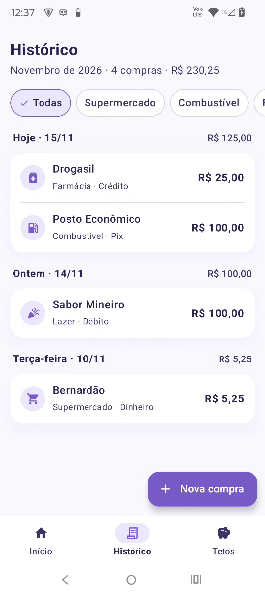 12:37
Vo)) LTE
Histórico
Novembro de 2026 · 4 compras · R$ 230,25
Todas
Supermercado
Combustível
Hoje · 15/11
R$ 125,00
Drogasil
R$ 25,00
Farmácia · Crédito
Posto Econômico
R$ 100,00
Combustível · Pix
Ontem · 14/11
R$ 100,00
Sabor Mineiro
R$ 100,00
Lazer · Débito
Terça-feira · 10/11
R$ 5,25
Bernardão
R$ 5,25
Supermercado · Dinheiro
+ Nova compra
Início
Histórico
Tetos